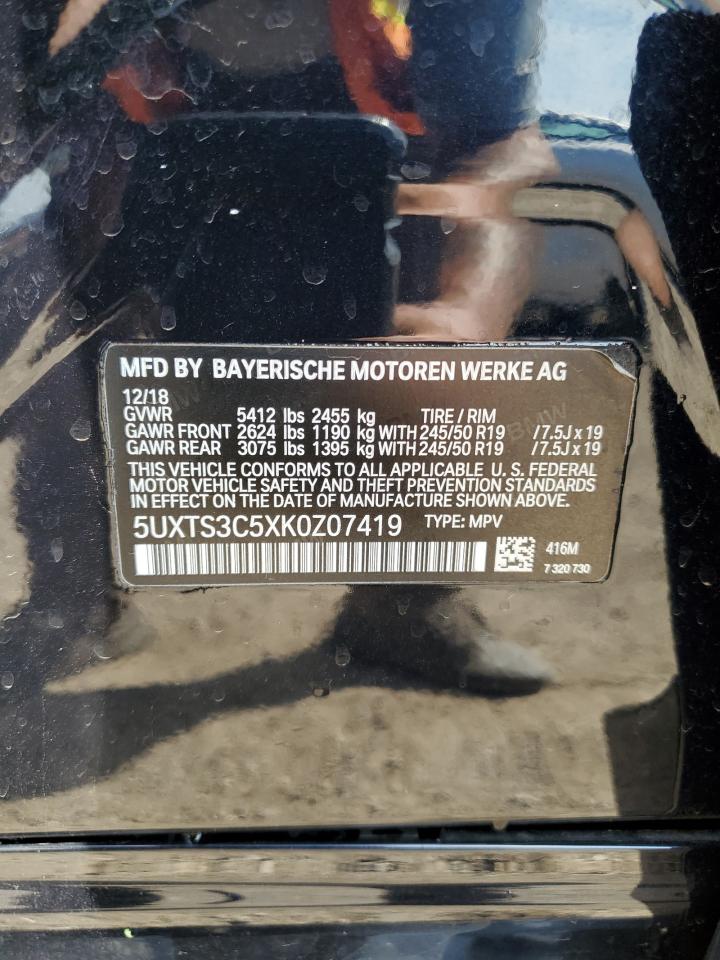 MFD BY BAYERISCHE MOTOREN WERKE AG
12/18
GVWR 5412 lbs 2455 kg TIRE / RIM
GAWR FRONT 2624 lbs 1190 kg WITH 245/50 R19 / 7.5J x 19
GAWR REAR 3075 lbs 1395 kg WITH 245/50 R19 / 7.5J x 19
THIS VEHICLE CONFORMS TO ALL APPLICABLE U. S. FEDERAL
MOTOR VEHICLE SAFETY AND THEFT PREVENTION STANDARDS
IN EFFECT ON THE DATE OF MANUFACTURE SHOWN ABOVE.
5UXTS3C5XK0Z07419 TYPE: MPV
416M
7 320 730